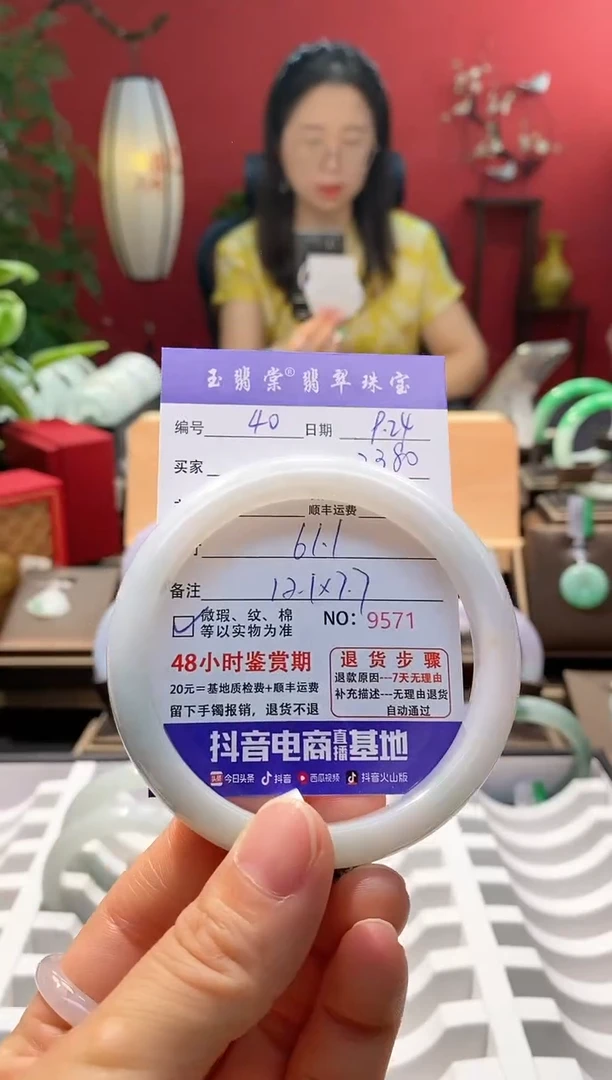 玉翡棠®翡翠珠宝
编号 40 日期 9.24
买家 2380
顺丰运费
61.1
备注 12.1x7.7
微瑕、纹、棉
等以实物为准
NO: 9571
48小时鉴赏期
20元=基地质检费+顺丰运费
留下手镯报销，退货不退
退货步骤
退款原因---7天无理由
补充描述---无理由退货
自动通过
抖音电商直播基地
头条 今日头条 抖音 西瓜视频 抖音火山版